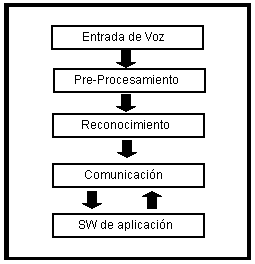 Entrada de Voz
Pre-Procesamiento
Reconocimiento
Comunicación
SW de aplicación